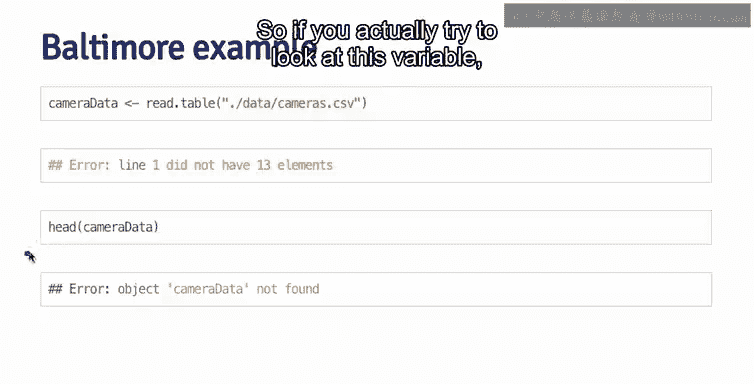 So if you actually try to
look at this variable,
Baltimore example
cameraData <- read.table("./data/cameras.csv")
## Error: line 1 did not have 13 elements
head(cameraData)
## Error: object 'cameraData' not found